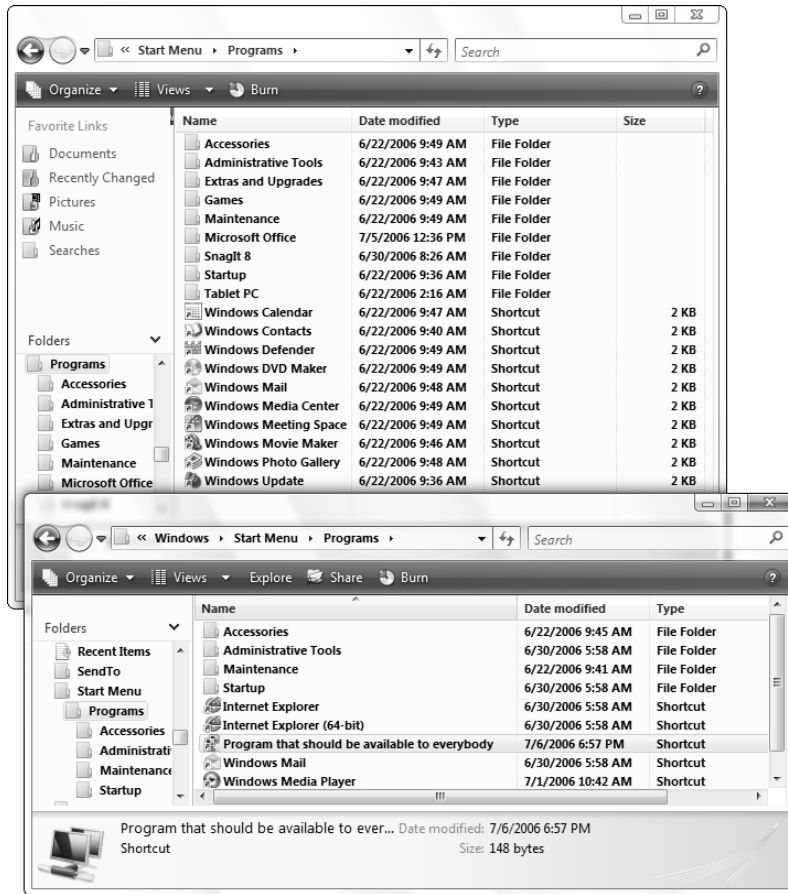 « Start Menu › Programs ›
Search
Organize Views Burn
Favorite Links
Documents
Recently Changed
Pictures
Music
Searches
Folders
Programs
Accessories
Administrative T
Extras and Upgr
Games
Maintenance
Microsoft Office
Name Date modified Type Size
Accessories 6/22/2006 9:49 AM File Folder
Administrative Tools 6/22/2006 9:43 AM File Folder
Extras and Upgrades 6/22/2006 9:47 AM File Folder
Games 6/22/2006 9:49 AM File Folder
Maintenance 6/22/2006 9:49 AM File Folder
Microsoft Office 7/5/2006 12:36 PM File Folder
SnagIt 8 6/30/2006 8:26 AM File Folder
Startup 6/22/2006 9:36 AM File Folder
Tablet PC 6/22/2006 2:16 AM File Folder
Windows Calendar 6/22/2006 9:47 AM Shortcut 2 KB
Windows Contacts 6/22/2006 9:40 AM Shortcut 2 KB
Windows Defender 6/22/2006 9:49 AM Shortcut 2 KB
Windows DVD Maker 6/22/2006 9:49 AM Shortcut 2 KB
Windows Mail 6/22/2006 9:48 AM Shortcut 2 KB
Windows Media Center 6/22/2006 9:49 AM Shortcut 2 KB
Windows Meeting Space 6/22/2006 9:49 AM Shortcut 2 KB
Windows Movie Maker 6/22/2006 9:46 AM Shortcut 2 KB
Windows Photo Gallery 6/22/2006 9:48 AM Shortcut 2 KB
Windows Update 6/22/2006 9:36 AM Shortcut 2 KB
« Windows › Start Menu › Programs ›
Search
Organize Views Explore Share Burn
Folders
Recent Items
SendTo
Start Menu
Programs
Accessories
Administrati
Maintenance
Startup
Name Date modified Type
Accessories 6/22/2006 9:45 AM File Folder
Administrative Tools 6/30/2006 5:58 AM File Folder
Maintenance 6/22/2006 9:41 AM File Folder
Startup 6/30/2006 5:58 AM File Folder
Internet Explorer 6/30/2006 5:58 AM Shortcut
Internet Explorer (64-bit) 6/30/2006 5:58 AM Shortcut
Program that should be available to everybody 7/6/2006 6:57 PM Shortcut
Windows Mail 6/30/2006 5:58 AM Shortcut
Windows Media Player 7/1/2006 10:42 AM Shortcut
Program that should be available to ever... Date modified: 7/6/2006 6:57 PM
Shortcut Size: 148 bytes